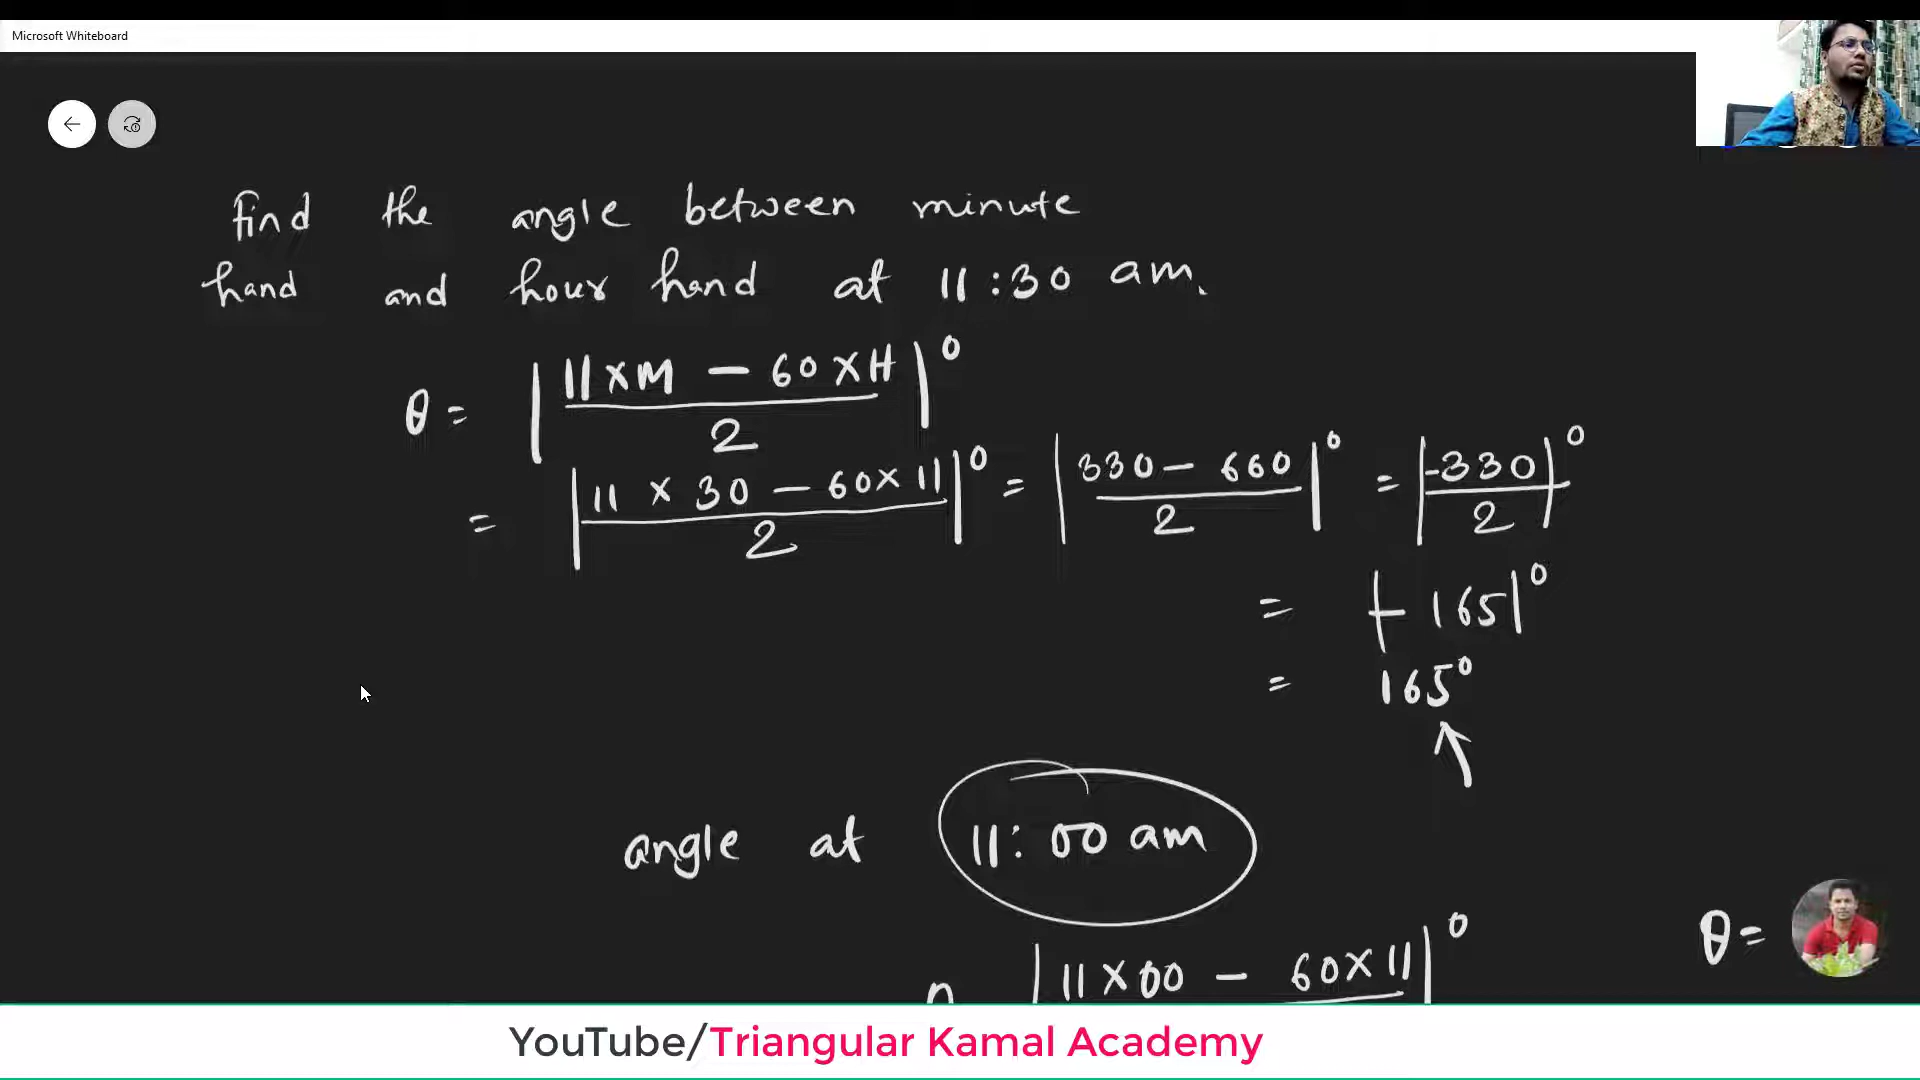 Microsoft Whiteboard
find the angle between minute
hand and hour hand at 11:30 am.
θ = |11×M − 60×H / 2|°
= |11 × 30 − 60×11 / 2|° = |330 − 660 / 2|° = |-330 / 2|°
= |-165|°
= 165°
angle at 11:00 am
|11×00 − 60×11|°
θ =
YouTube/Triangular Kamal Academy